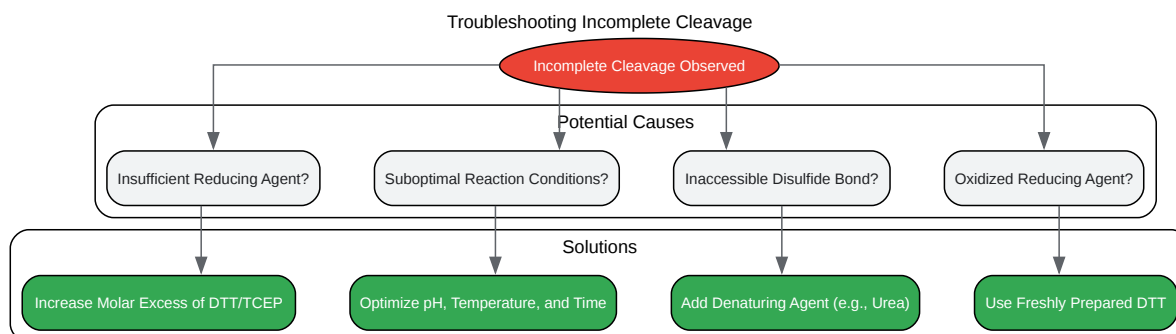 Troubleshooting Incomplete Cleavage
Incomplete Cleavage Observed
Potential Causes
Insufficient Reducing Agent?
Suboptimal Reaction Conditions?
Inaccessible Disulfide Bond?
Oxidized Reducing Agent?
Solutions
Increase Molar Excess of DTT/TCEP
Optimize pH, Temperature, and Time
Add Denaturing Agent (e.g., Urea)
Use Freshly Prepared DTT